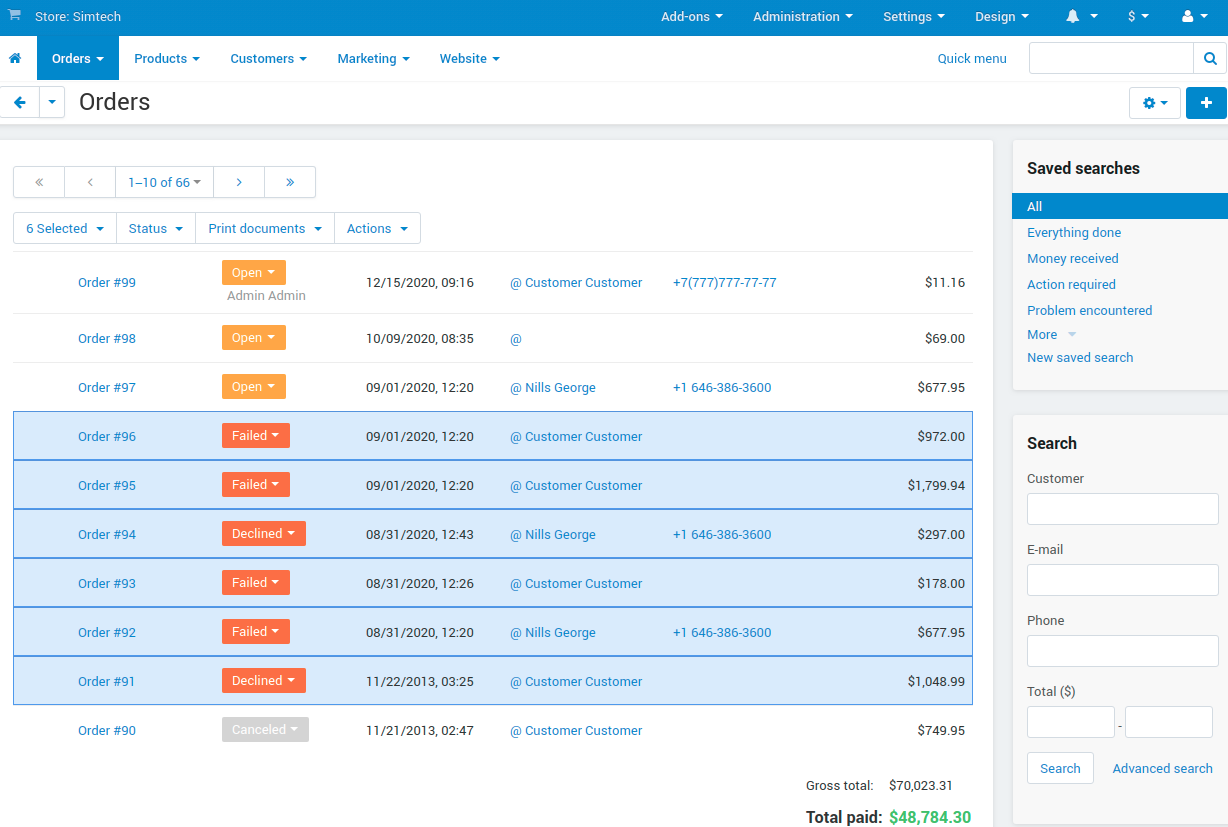 Store: Simtech Add-ons Administration Settings Design $
Orders Products Customers Marketing Website Quick menu
Orders
« ‹ 1–10 of 66 › »
6 Selected Status Print documents Actions
Order #99 Open 12/15/2020, 09:16 @ Customer Customer +7(777)777-77-77 $11.16
Admin Admin
Order #98 Open 10/09/2020, 08:35 @ $69.00
Order #97 Open 09/01/2020, 12:20 @ Nills George +1 646-386-3600 $677.95
Order #96 Failed 09/01/2020, 12:20 @ Customer Customer $972.00
Order #95 Failed 09/01/2020, 12:20 @ Customer Customer $1,799.94
Order #94 Declined 08/31/2020, 12:43 @ Nills George +1 646-386-3600 $297.00
Order #93 Failed 08/31/2020, 12:26 @ Customer Customer $178.00
Order #92 Failed 08/31/2020, 12:20 @ Nills George +1 646-386-3600 $677.95
Order #91 Declined 11/22/2013, 03:25 @ Customer Customer $1,048.99
Order #90 Canceled 11/21/2013, 02:47 @ Customer Customer $749.95
Gross total: $70,023.31
Total paid: $48,784.30
Saved searches
All
Everything done
Money received
Action required
Problem encountered
More
New saved search
Search
Customer
E-mail
Phone
Total ($)
-
Search Advanced search